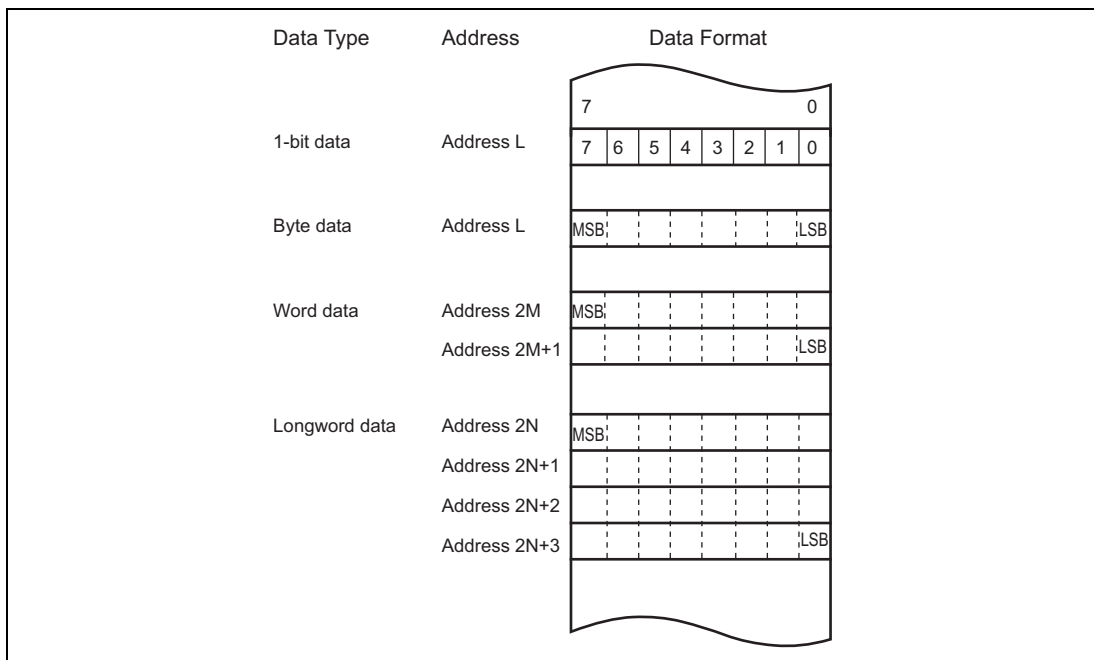 Data Type Address Data Format
7 0
1-bit data Address L 7 6 5 4 3 2 1 0
Byte data Address L MSB LSB
Word data Address 2M MSB
Address 2M+1 LSB
Longword data Address 2N MSB
Address 2N+1
Address 2N+2
Address 2N+3 LSB